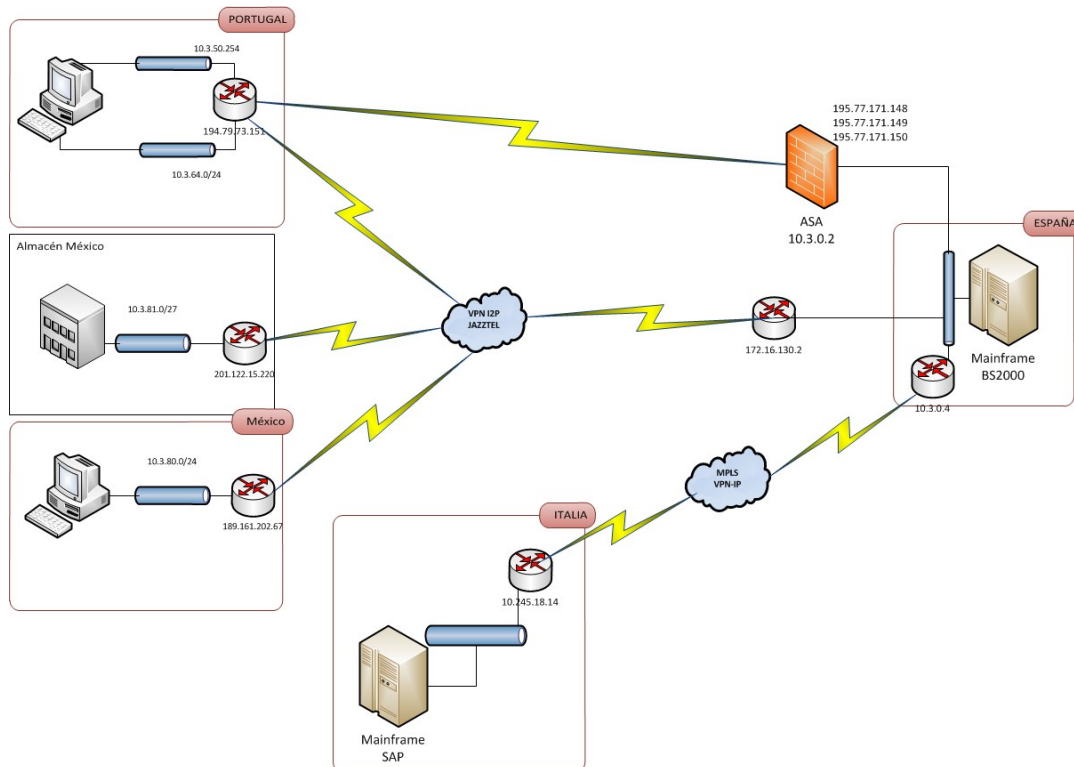 PORTUGAL
10.3.50.254
194.79.73.151
10.3.64.0/24
195.77.171.148
195.77.171.149
195.77.171.150
ASA
10.3.0.2
ESPAÑA
Mainframe
BS2000
10.3.0.4
Almacén México
10.3.81.0/27
201.122.15.220
VPN I2P
JAZZTEL
172.16.130.2
México
10.3.80.0/24
189.161.202.67
MPLS
VPN-IP
ITALIA
10.245.18.14
Mainframe
SAP